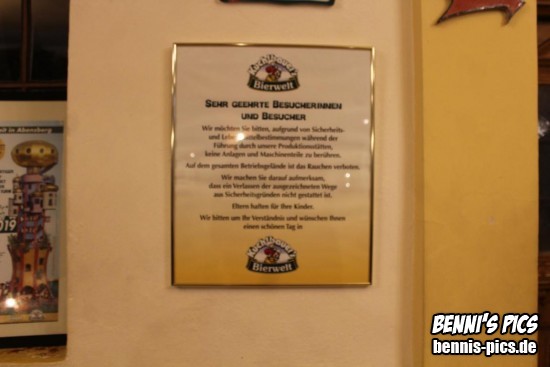 Kuchlbauer's
Bierwelt
Sehr geehrte Besucherinnen
und Besucher
Wir möchten Sie bitten, aufgrund von Sicherheits-
und Lebensmittelbestimmungen während der
Führung durch unsere Produktionsstätten,
keine Anlagen und Maschinenteile zu berühren.
Auf dem gesamten Betriebsgelände ist das Rauchen verboten.
Wir machen Sie darauf aufmerksam,
dass ein Verlassen der ausgezeichneten Wege
aus Sicherheitsgründen nicht gestattet ist.
Eltern haften für Ihre Kinder.
Wir bitten um Ihr Verständnis und wünschen Ihnen
einen schönen Tag in
Kuchlbauer's
Bierwelt
in Abensberg
019
BENNI'S PICS
bennis-pics.de